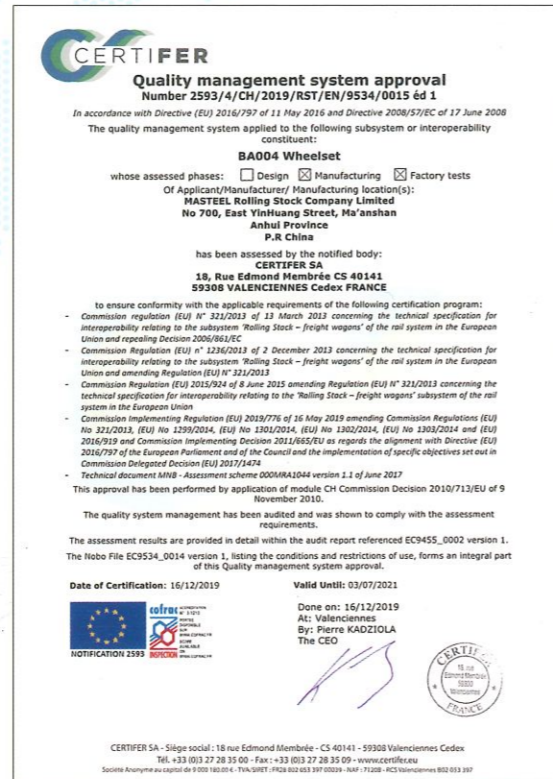 CERTIFER
Quality management system approval
Number 2593/4/CH/2019/RST/EN/9534/0015 éd 1
In accordance with Directive (EU) 2016/797 of 11 May 2016 and Directive 2008/57/EC of 17 June 2008
The quality management system applied to the following subsystem or interoperability
constituent:
BA004 Wheelset
whose assessed phases: Design Manufacturing Factory tests
Of Applicant/Manufacturer/ Manufacturing location(s):
MASTEEL Rolling Stock Company Limited
No 700, East YinHuang Street, Ma'anshan
Anhui Province
P.R China
has been assessed by the notified body:
CERTIFER SA
18, Rue Edmond Membrée CS 40141
59308 VALENCIENNES Cedex FRANCE
to ensure conformity with the applicable requirements of the following certification program:
- Commission regulation (EU) N° 321/2013 of 13 March 2013 concerning the technical specification for
interoperability relating to the subsystem 'Rolling Stock – freight wagons' of the rail system in the European
Union and repealing Decision 2006/861/EC
- Commission Regulation (EU) n° 1236/2013 of 2 December 2013 concerning the technical specification for
interoperability relating to the subsystem 'Rolling Stock – freight wagons' of the rail system in the European
Union and amending Regulation (EU) N° 321/2013
- Commission Regulation (EU) 2015/924 of 8 June 2015 amending Regulation (EU) N° 321/2013 concerning the
technical specification for interoperability relating to the 'Rolling Stock – freight wagons' subsystem of the rail
system in the European Union
- Commission Implementing Regulation (EU) 2019/776 of 16 May 2019 amending Commission Regulations (EU)
No 321/2013, (EU) No 1299/2014, (EU) No 1301/2014, (EU) No 1302/2014, (EU) No 1303/2014 and (EU)
2016/919 and Commission Implementing Decision 2011/665/EU as regards the alignment with Directive (EU)
2016/797 of the European Parliament and of the Council and the implementation of specific objectives set out in
Commission Delegated Decision (EU) 2017/1474
- Technical document MNB - Assessment scheme 000MRA1044 version 1.1 of June 2017
This approval has been performed by application of module CH Commission Decision 2010/713/EU of 9
November 2010.
The quality management system has been audited and was shown to comply with the assessment
requirements.
The assessment results are provided in detail within the audit report referenced EC9455_0002 version 1.
The Nobo File EC9534_0014 version 1, listing the conditions and restrictions of use, forms an integral part
of this Quality management system approval.
Date of Certification: 16/12/2019 Valid Until: 03/07/2021
Done on: 16/12/2019
At: Valenciennes
By: Pierre KADZIOLA
The CEO
cofrac
INSPECTION
NOTIFICATION 2593
CERTIFER
18, rue
Edmond Membrée
59300
Valenciennes
FRANCE
CERTIFER SA - Siège social : 18 rue Edmond Membrée - CS 40141 - 59308 Valenciennes Cedex
Tél. +33 (0)3 27 28 35 00 - Fax : +33 (0)3 27 28 35 09 - www.certifer.eu